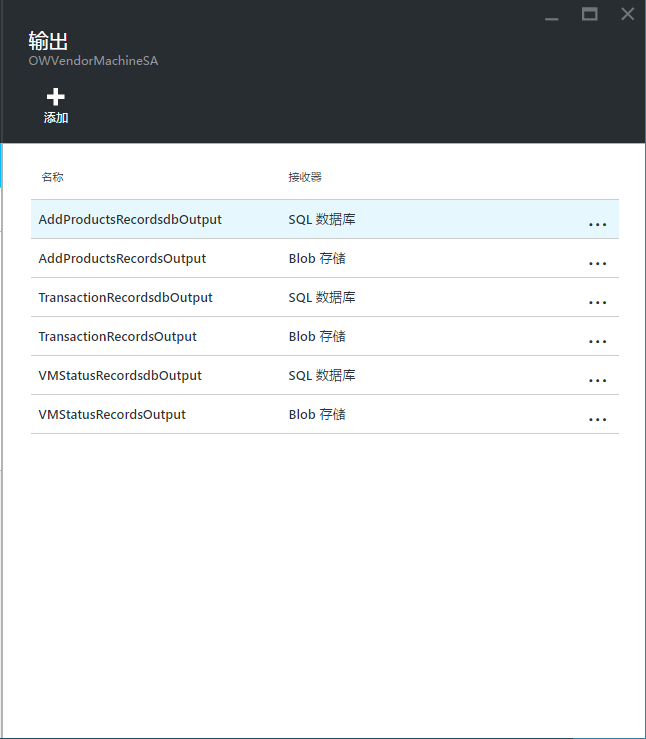 输出
OWVendorMachineSA
添加
名称 接收器
AddProductsRecordsdbOutput SQL 数据库 ...
AddProductsRecordsOutput Blob 存储 ...
TransactionRecordsdbOutput SQL 数据库 ...
TransactionRecordsOutput Blob 存储 ...
VMStatusRecordsdbOutput SQL 数据库 ...
VMStatusRecordsOutput Blob 存储 ...